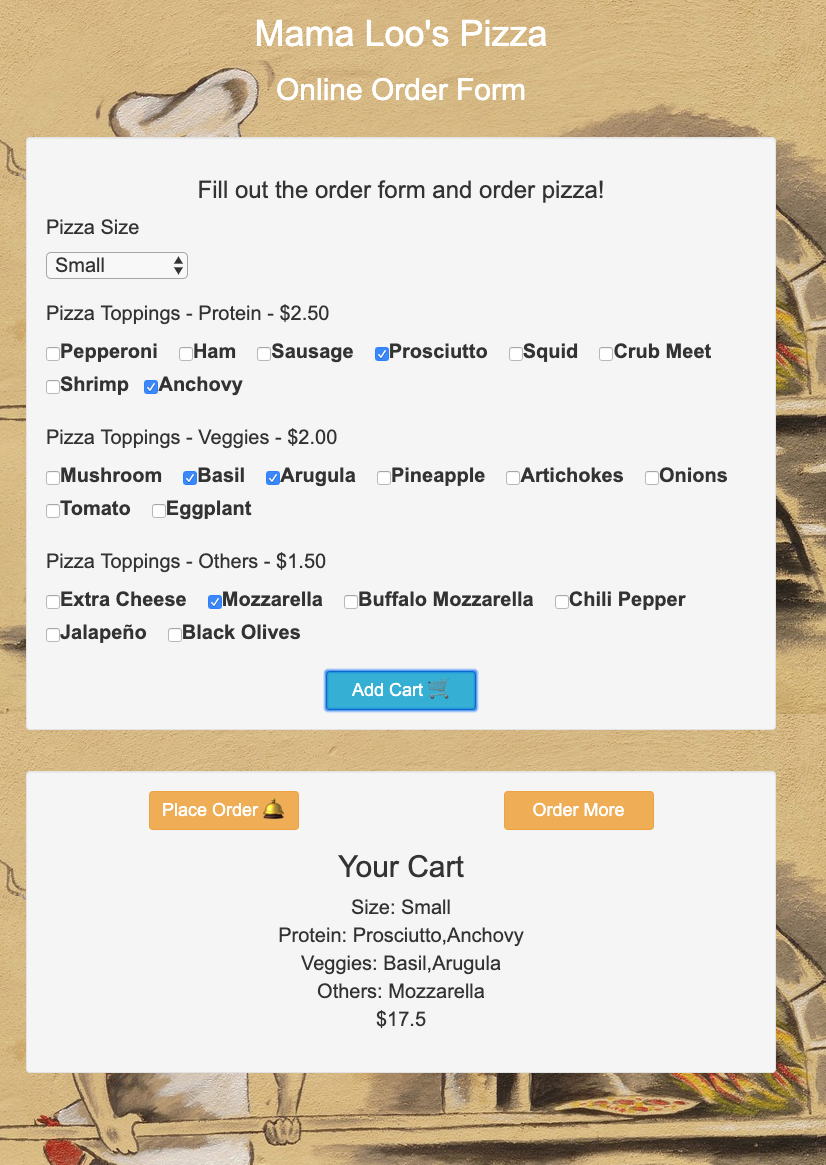 Mama Loo's Pizza
Online Order Form
Fill out the order form and order pizza!
Pizza Size
Small
Pizza Toppings - Protein - $2.50
Pepperoni Ham Sausage Prosciutto Squid Crub Meet
Shrimp Anchovy
Pizza Toppings - Veggies - $2.00
Mushroom Basil Arugula Pineapple Artichokes Onions
Tomato Eggplant
Pizza Toppings - Others - $1.50
Extra Cheese Mozzarella Buffalo Mozzarella Chili Pepper
Jalapeño Black Olives
Add Cart
Place Order Order More
Your Cart
Size: Small
Protein: Prosciutto,Anchovy
Veggies: Basil,Arugula
Others: Mozzarella
$17.5